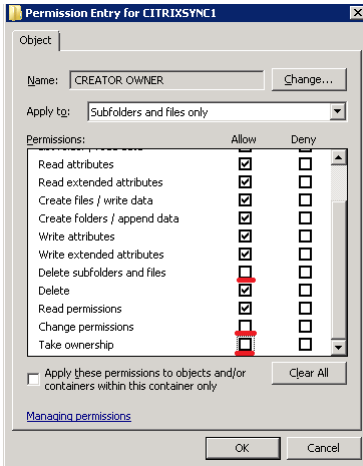 Permission Entry for CITRIXSYNC1
Object
Name: CREATOR OWNER Change...
Apply to: Subfolders and files only
Permissions: Allow Deny
Read attributes
Read extended attributes
Create files / write data
Create folders / append data
Write attributes
Write extended attributes
Delete subfolders and files
Delete
Read permissions
Change permissions
Take ownership
Apply these permissions to objects and/or
containers within this container only
Clear All
Managing permissions
OK Cancel